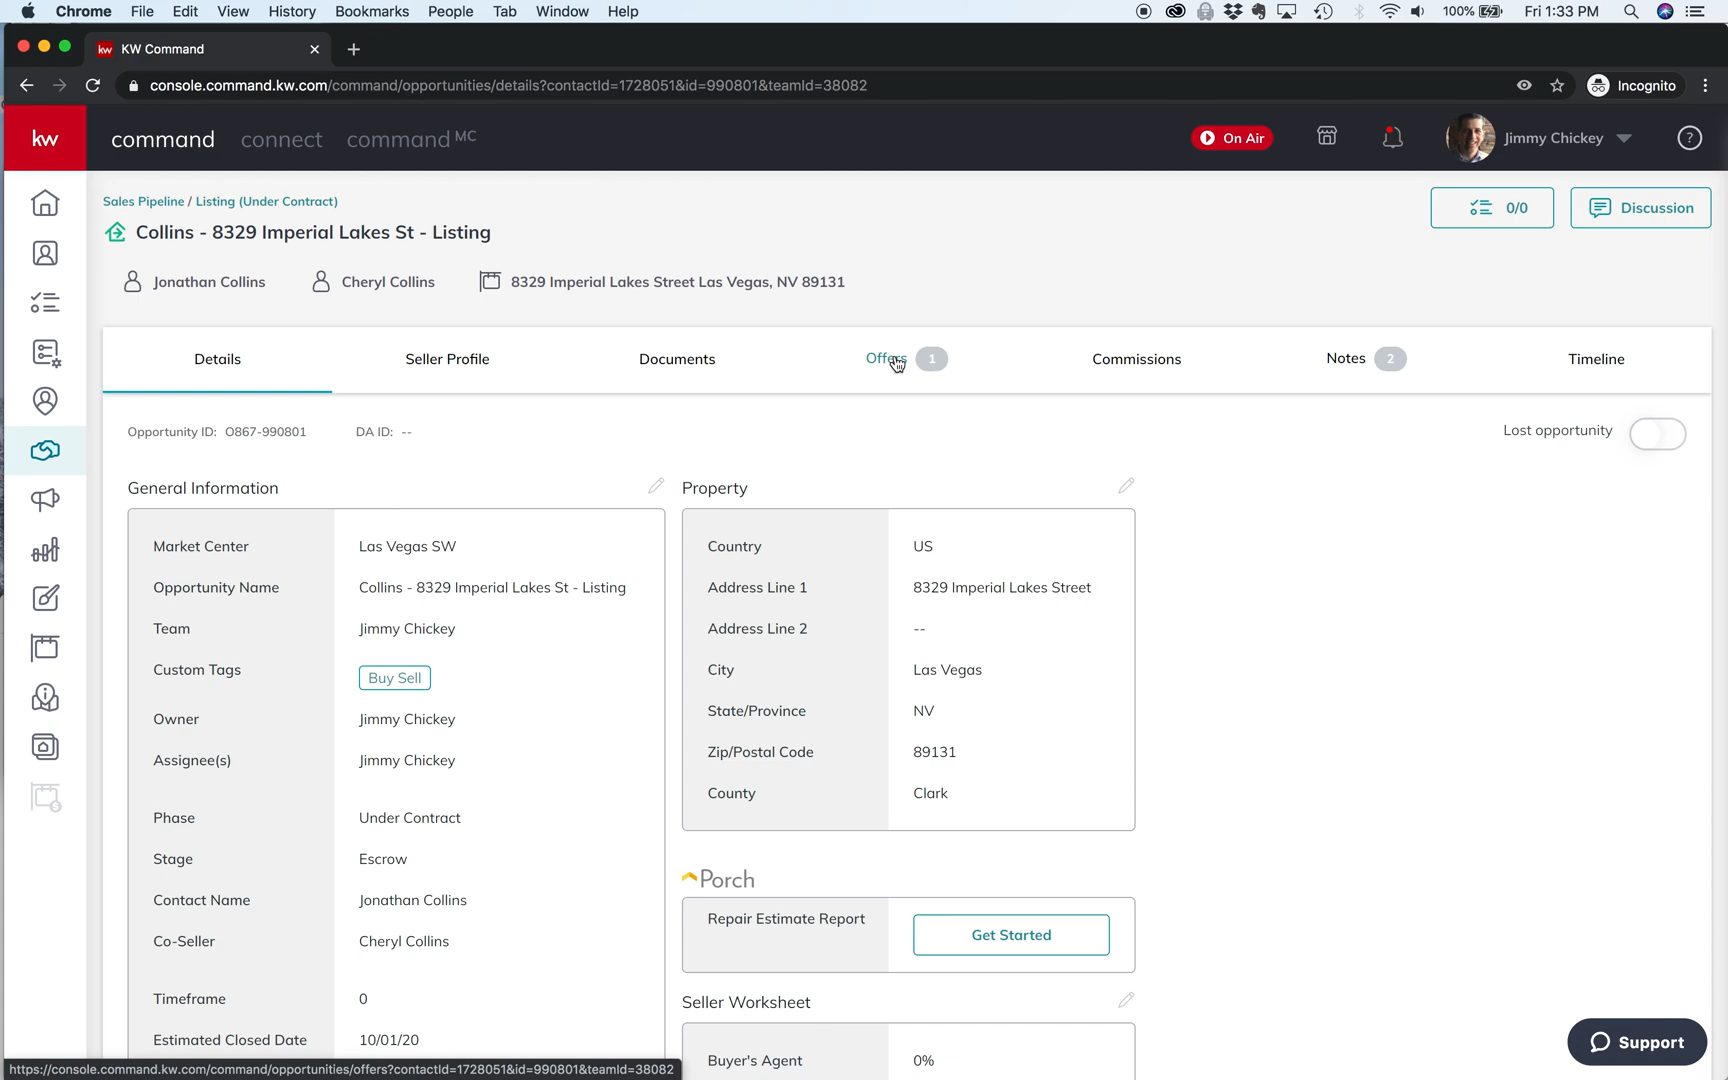 Chrome File Edit View History Bookmarks People Tab Window Help 100% Fri 1:33 PM
kw KW Command
console.command.kw.com/command/opportunities/details?contactId=1728051&id=990801&teamId=38082 Incognito
kw command connect command MC On Air Jimmy Chickey ?
Sales Pipeline / Listing (Under Contract) 0/0 Discussion
Collins - 8329 Imperial Lakes St - Listing
Jonathan Collins Cheryl Collins 8329 Imperial Lakes Street Las Vegas, NV 89131
Details Seller Profile Documents Offers 1 Commissions Notes 2 Timeline
Opportunity ID: O867-990801 DA ID: -- Lost opportunity
General Information Property
Market Center Las Vegas SW Country US
Opportunity Name Collins - 8329 Imperial Lakes St - Listing Address Line 1 8329 Imperial Lakes Street
Team Jimmy Chickey Address Line 2 --
Custom Tags Buy Sell City Las Vegas
Owner Jimmy Chickey State/Province NV
Assignee(s) Jimmy Chickey Zip/Postal Code 89131
County Clark
Phase Under Contract
Stage Escrow Porch
Contact Name Jonathan Collins Repair Estimate Report Get Started
Co-Seller Cheryl Collins
Timeframe 0 Seller Worksheet
Estimated Closed Date 10/01/20
Buyer's Agent 0% Support
https://console.command.kw.com/command/opportunities/offers?contactId=1728051&id=990801&teamId=38082